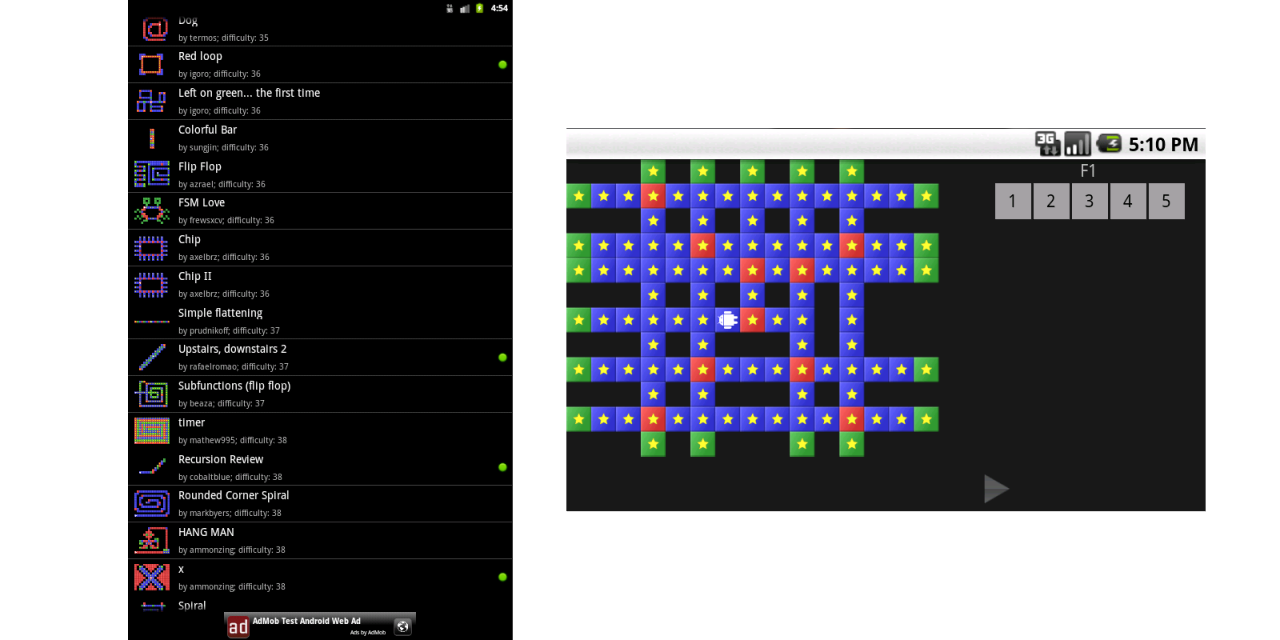 4:54
Dog
by termos; difficulty: 35
Red loop
by igoro; difficulty: 36
Left on green... the first time
by igoro; difficulty: 36
Colorful Bar
by sungjin; difficulty: 36
Flip Flop
by azrael; difficulty: 36
FSM Love
by frewsxcv; difficulty: 36
Chip
by axelbrz; difficulty: 36
Chip II
by axelbrz; difficulty: 36
Simple flattening
by prudnikoff; difficulty: 37
Upstairs, downstairs 2
by rafaelromao; difficulty: 37
Subfunctions (flip flop)
by beaza; difficulty: 37
timer
by mathew995; difficulty: 38
Recursion Review
by cobaltblue; difficulty: 38
Rounded Corner Spiral
by markbyers; difficulty: 38
HANG MAN
by ammonzing; difficulty: 38
x
by ammonzing; difficulty: 38
Spiral
ad AdMob Test Android Web Ad
Ads by AdMob
3G 5:10 PM
F1
1 2 3 4 5